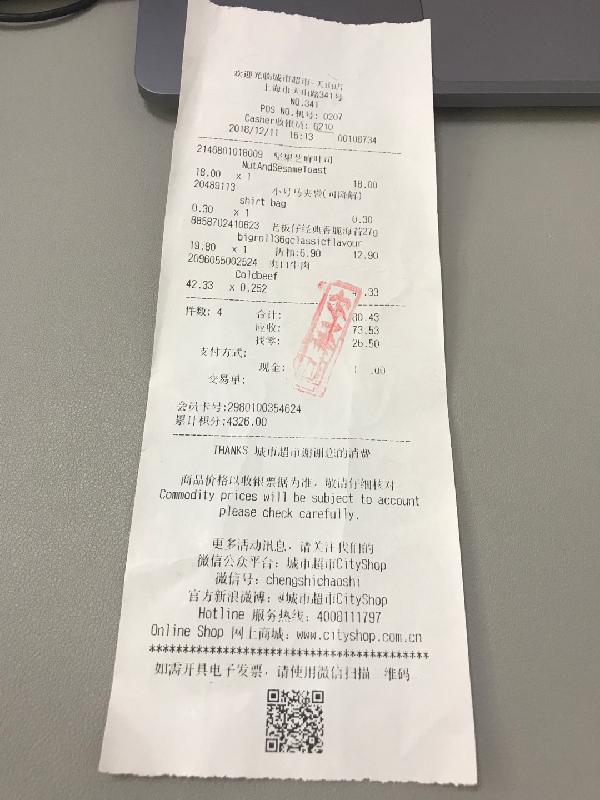 欢迎光临城市超市-天山店
上海市天山路341号
NO.341
POS NO.机号: 0207
Casher收银员: 6210
2018/12/11 16:13 00106734
2146801018009 坚果芝麻吐司
NutAndSesameToast
18.00 x 1 18.00
20489113 小号马夹袋(可降解)
shirt bag
0.30 x 1 0.30
8858702410823 老板仔经典香脆海苔27g
bigroll36gclassicflavour
19.80 x 1 折扣:6.90 12.90
2096055002524 爽口牛肉
Coldbeef
42.33 x 0.252 .33
件数: 4 合计: 80.43
应收: 73.53
找零: 26.50
支付方式:
现金: .00
交易单:
会员卡号:2980100354624
累计积分:4326.00
THANKS 城市超市谢谢您的消费
商品价格以收银票据为准, 敬请仔细核对
Commodity prices will be subject to account
please check carefully.
更多活动讯息, 请关注我们的
微信公众平台: 城市超市CityShop
微信号: chengshichaoshi
官方新浪微博: @城市超市CityShop
Hotline 服务热线: 4008111797
Online Shop 网上商城: www.cityshop.com.cn
******************************************
如需开具电子发票, 请使用微信扫描二维码